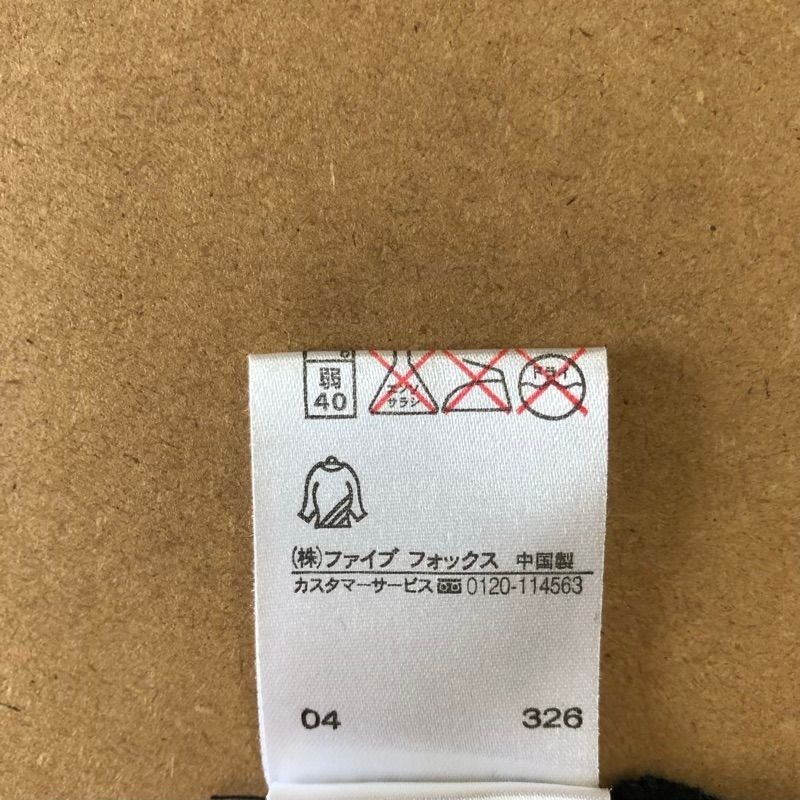 弱
40
エンソ
サラシ
ドライ
(株)ファイブ フォックス 中国製
カスタマーサービス 0120-114563
04 326